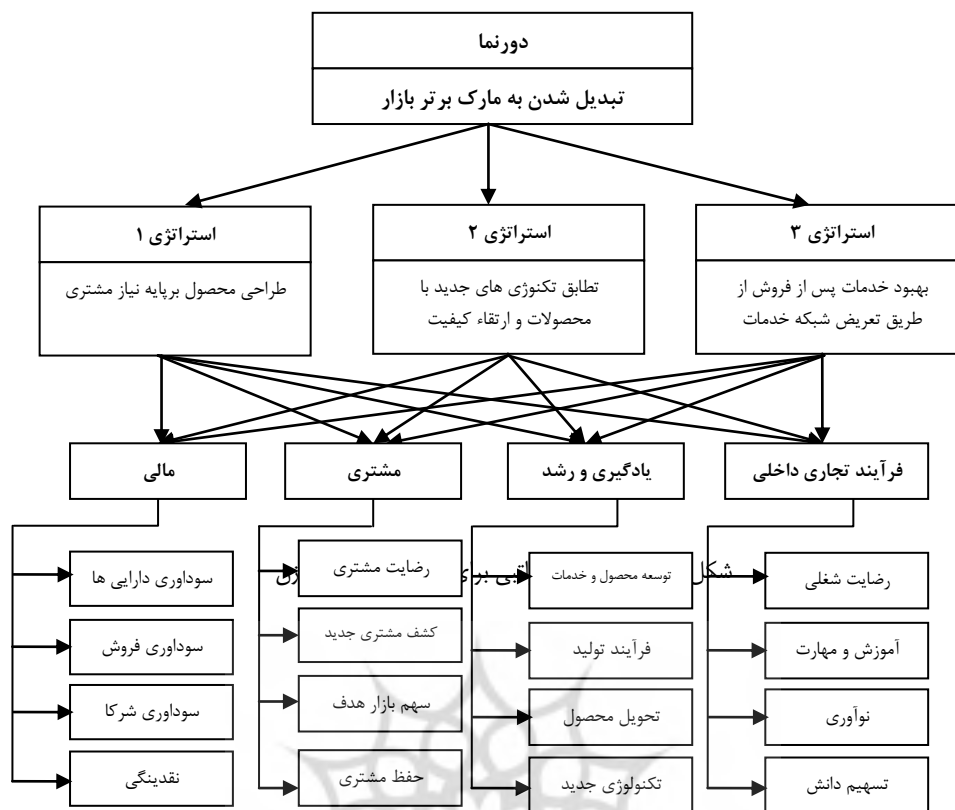 دورنما
تبدیل شدن به مارک برتر بازار
استراتژی ۳
بهبود خدمات پس از فروش از
طریق تعریض شبکه خدمات
استراتژی ۲
تطابق تکنوژی های جدید با
محصولات و ارتقاء کیفیت
استراتژی ۱
طراحی محصول برپایه نیاز مشتری
فرآیند تجاری داخلی
یادگیری و رشد
مشتری
مالی
رضایت شغلی
آموزش و مهارت
نوآوری
تسهیم دانش
توسعه محصول و خدمات
فرآیند تولید
تحویل محصول
تکنولوژی جدید
رضایت مشتری
کشف مشتری جدید
سهم بازار هدف
حفظ مشتری
سوداوری دارایی ها
سوداوری فروش
سوداوری شرکا
نقدینگی
شکل